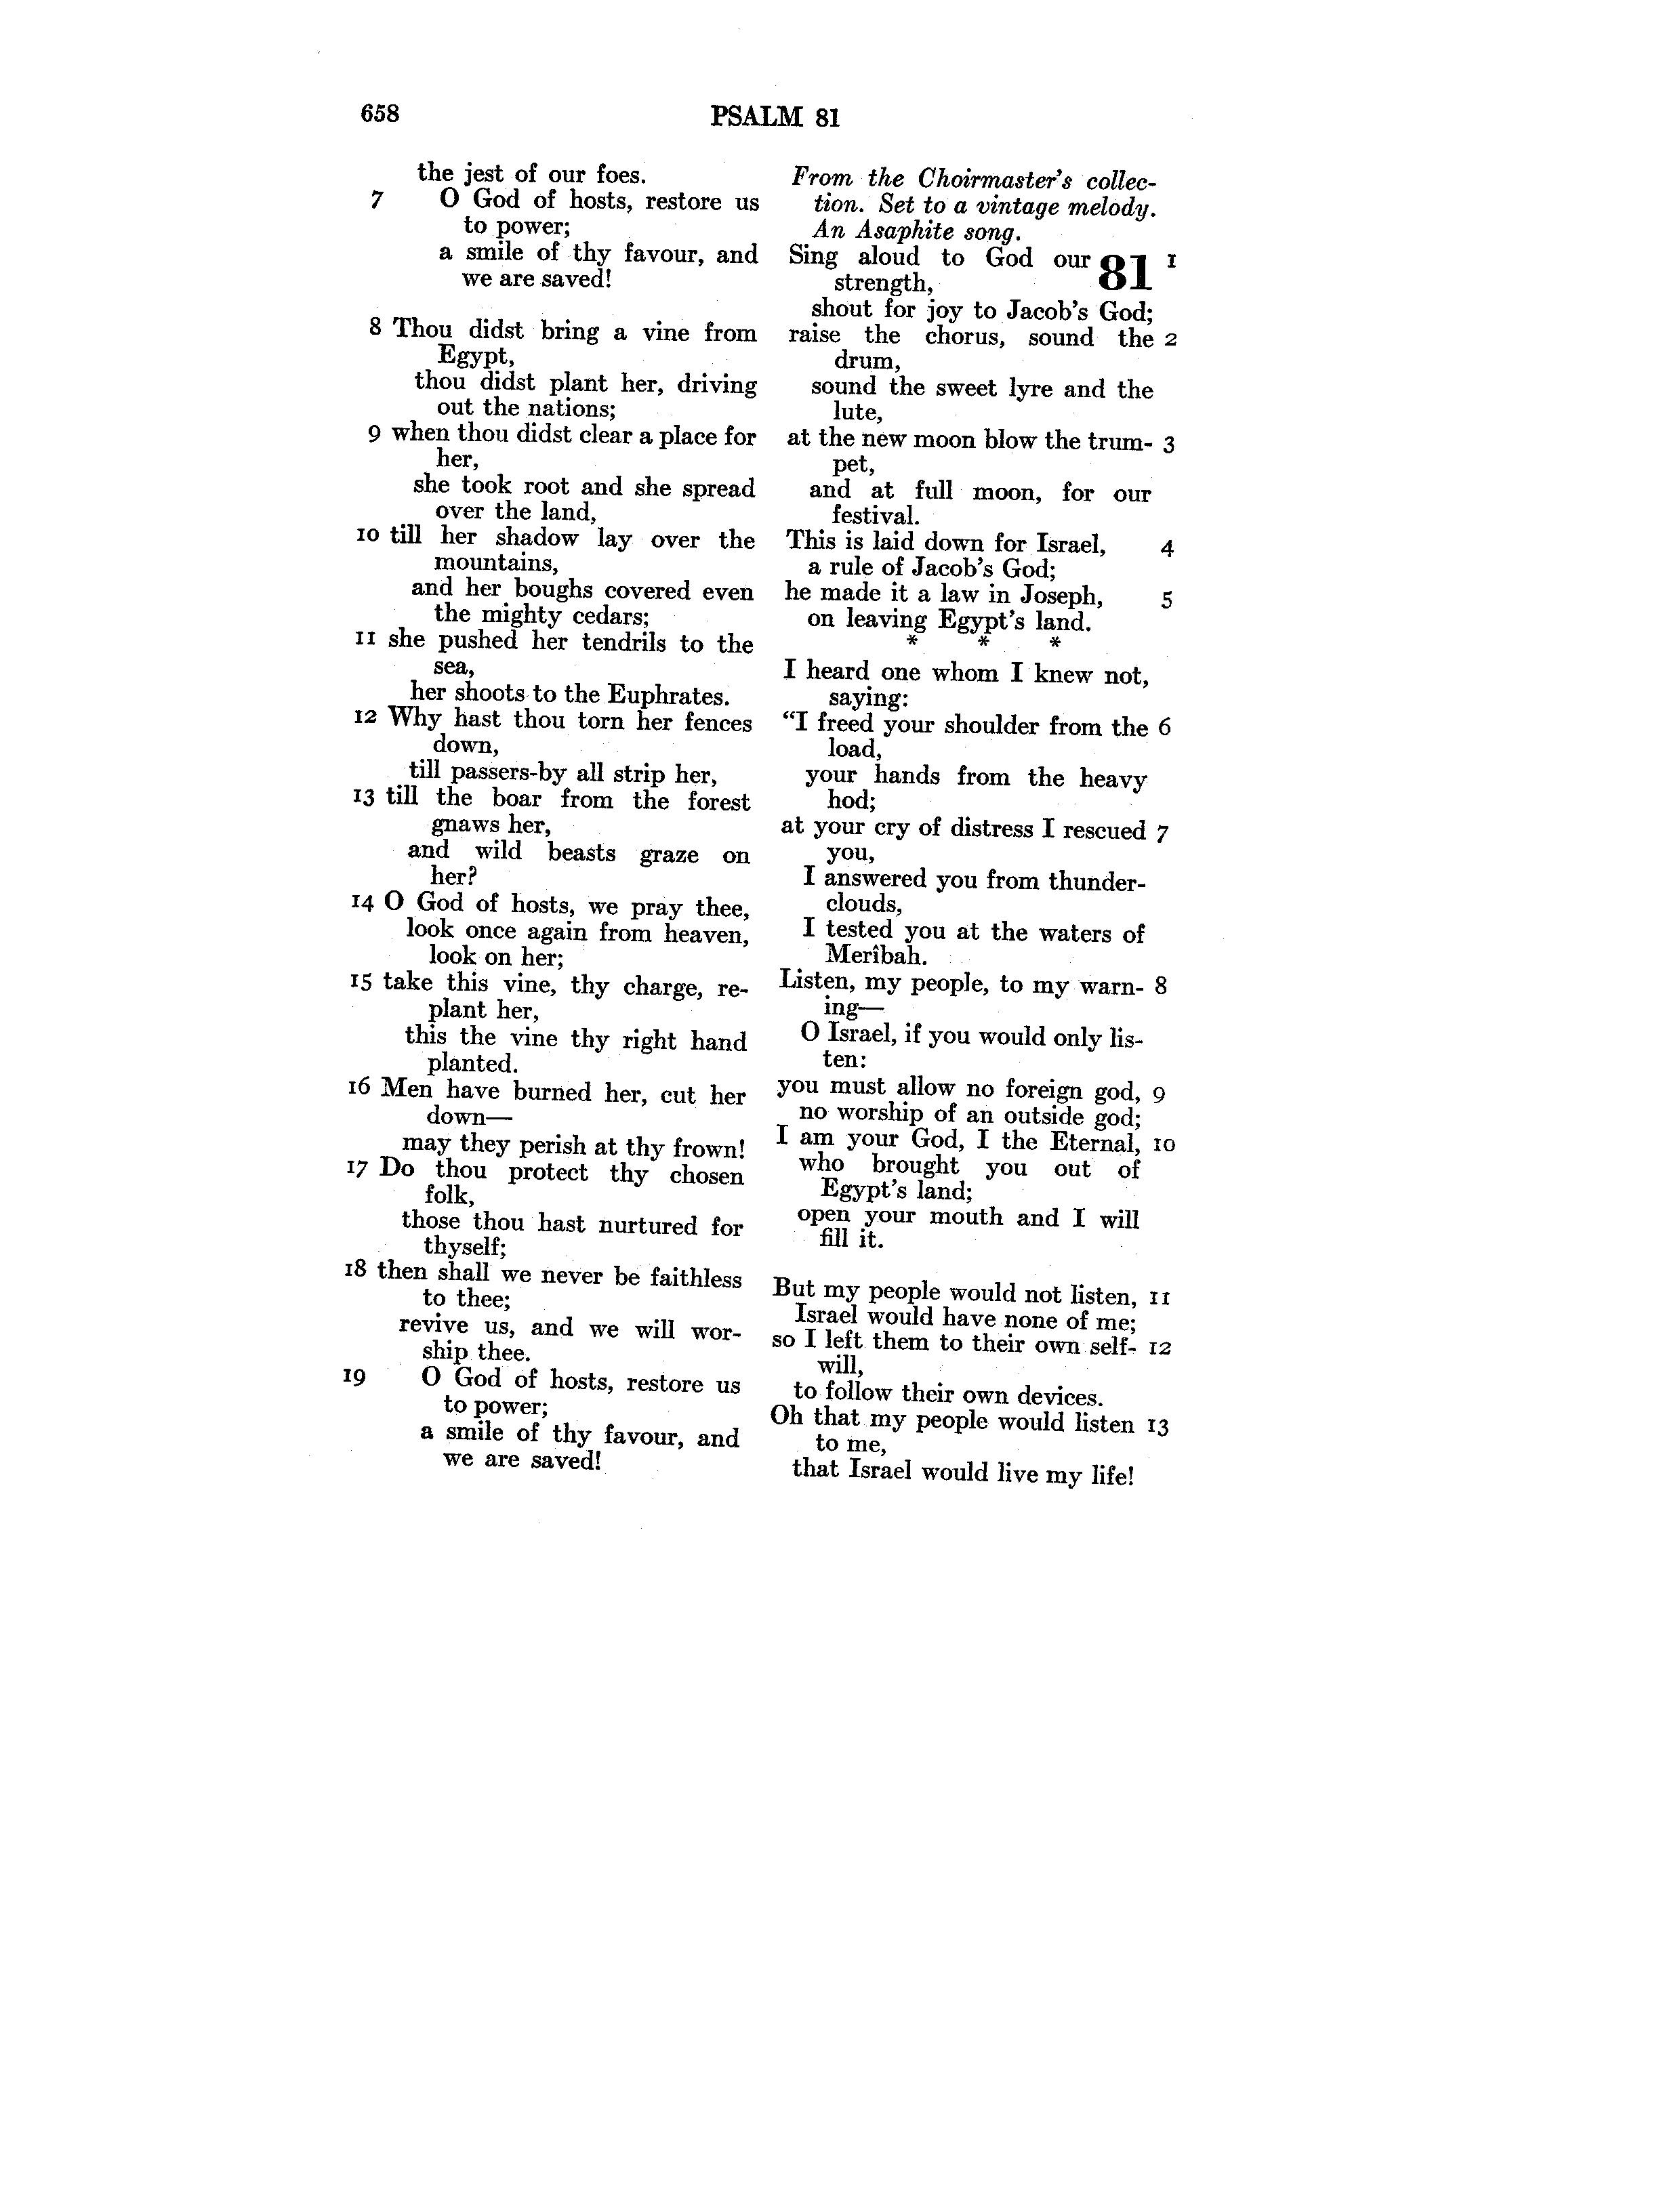 658
PSALM 81
the jest of our foes.
7 O God of hosts, restore us
to power;
a smile of thy favour, and
we are saved!
8 Thou didst bring a vine from
Egypt,
thou didst plant her, driving
out the nations;
9 when thou didst clear a place for
her,
she took root and she spread
over the land,
10 till her shadow lay over the
mountains,
and her boughs covered even
the mighty cedars;
11 she pushed her tendrils to the
sea,
her shoots to the Euphrates.
12 Why hast thou torn her fences
down,
till passers-by all strip her,
13 till the boar from the forest
gnaws her,
and wild beasts graze on
her?
14 O God of hosts, we pray thee,
look once again from heaven,
look on her;
15 take this vine, thy charge, re-
plant her,
this the vine thy right hand
planted.
16 Men have burned her, cut her
down—
may they perish at thy frown!
17 Do thou protect thy chosen
folk,
those thou hast nurtured for
thyself;
18 then shall we never be faithless
to thee;
revive us, and we will wor-
ship thee.
19 O God of hosts, restore us
to power;
a smile of thy favour, and
we are saved!
From the Choirmaster's collec-
tion. Set to a vintage melody.
An Asaphite song.
Sing aloud to God our 81 1
strength,
shout for joy to Jacob's God;
raise the chorus, sound the 2
drum,
sound the sweet lyre and the
lute,
at the new moon blow the trum- 3
pet,
and at full moon, for our
festival.
This is laid down for Israel, 4
a rule of Jacob's God;
he made it a law in Joseph, 5
on leaving Egypt's land.
* * *
I heard one whom I knew not,
saying:
"I freed your shoulder from the 6
load,
your hands from the heavy
hod;
at your cry of distress I rescued 7
you,
I answered you from thunder-
clouds,
I tested you at the waters of
Merîbah.
Listen, my people, to my warn- 8
ing—
O Israel, if you would only lis-
ten:
you must allow no foreign god, 9
no worship of an outside god;
I am your God, I the Eternal, 10
who brought you out of
Egypt's land;
open your mouth and I will
fill it.
But my people would not listen, 11
Israel would have none of me;
so I left them to their own self- 12
will,
to follow their own devices.
Oh that my people would listen 13
to me,
that Israel would live my life!